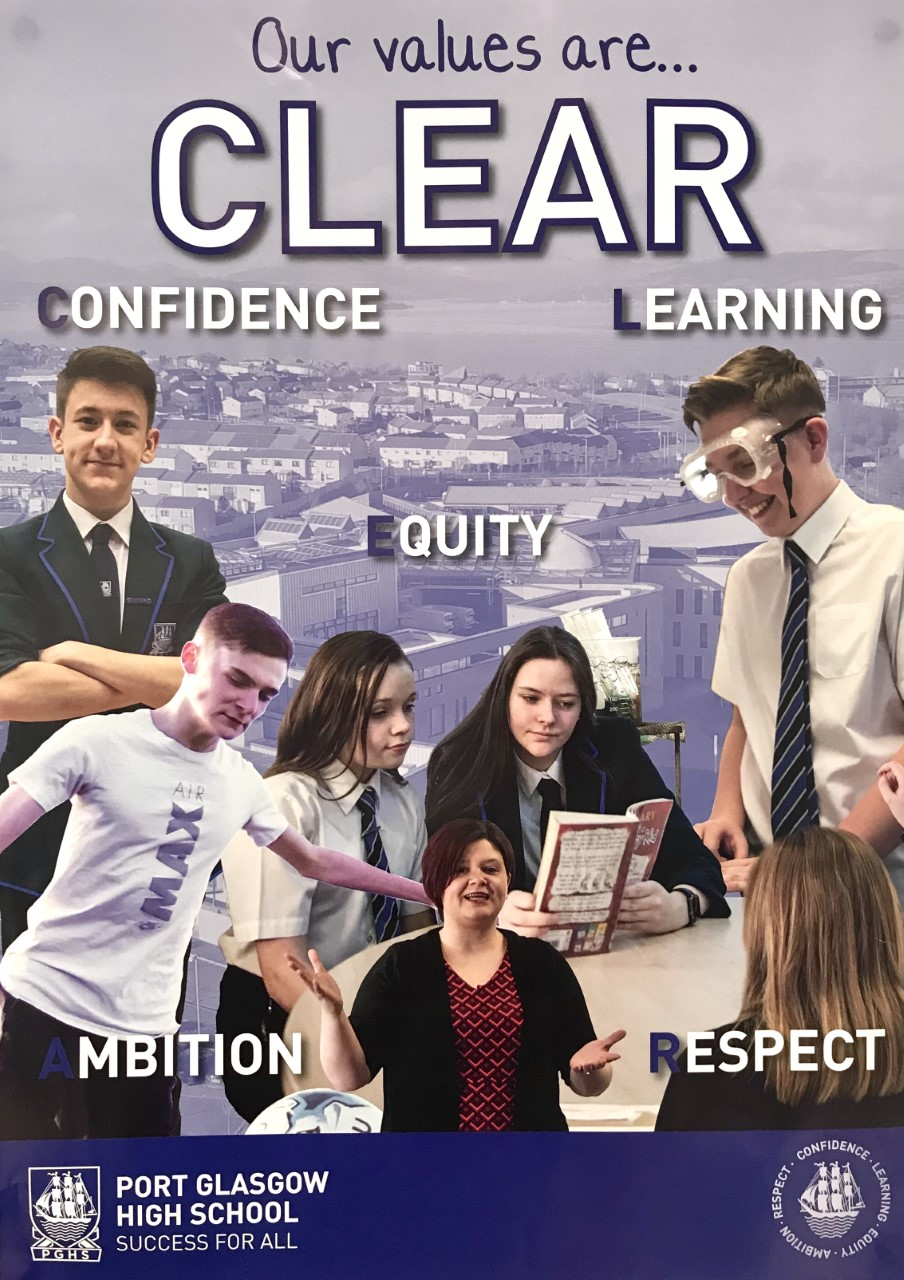 Our values are...
CLEAR
CONFIDENCE
LEARNING
EQUITY
AIR
MAX
AMBITION
RESPECT
PGHS
PORT GLASGOW
HIGH SCHOOL
SUCCESS FOR ALL
CONFIDENCE · LEARNING · EQUITY · AMBITION · RESPECT ·